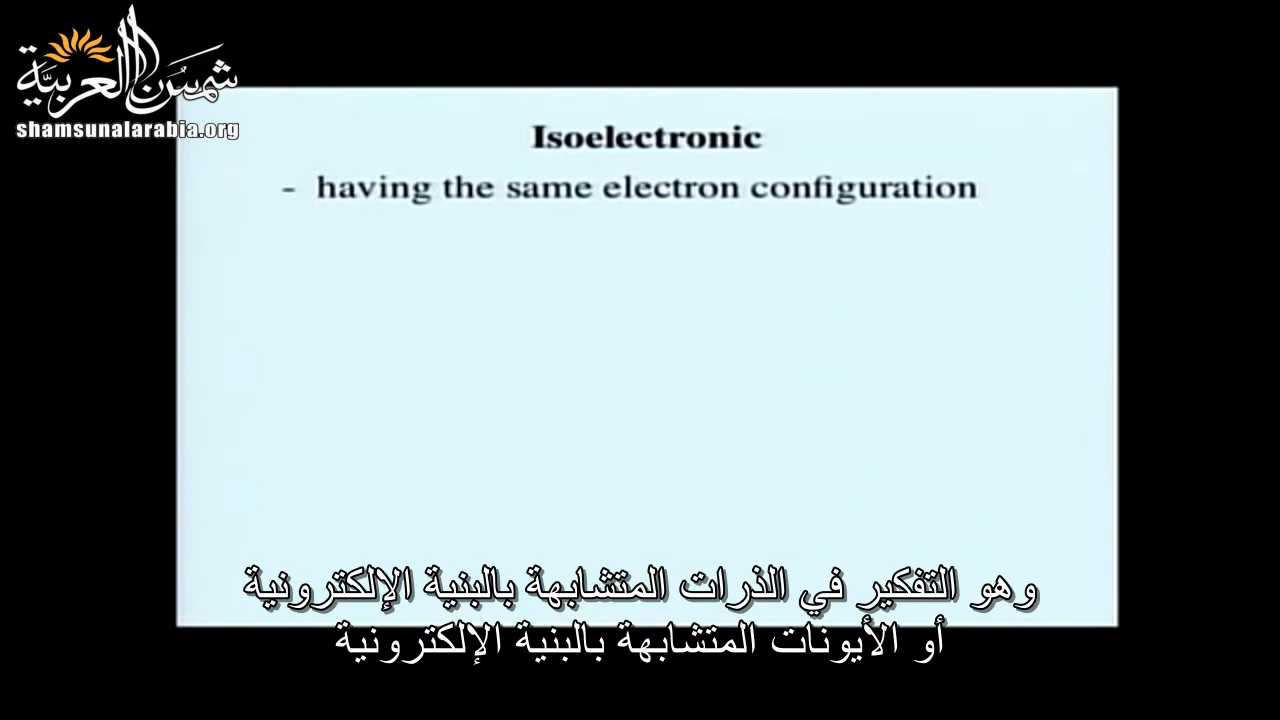 شمس العربية
shamsunalarabia.org
Isoelectronic
- having the same electron configuration
وهو التفكير في الذرات المتشابهة بالبنية الإلكترونية
أو الأيونات المتشابهة بالبنية الإلكترونية